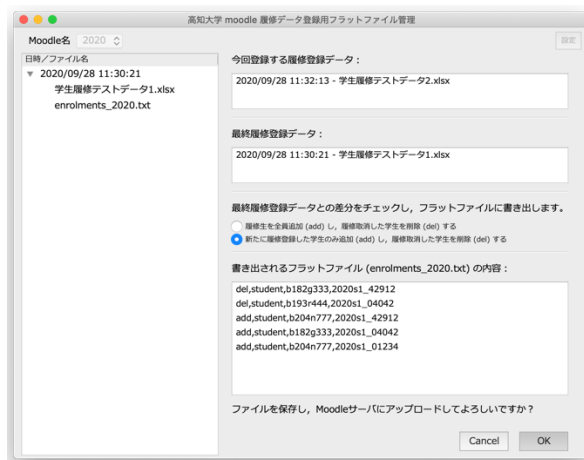 高知大学 moodle 履修データ登録用フラットファイル管理
Moodle名 2020
設定
日時/ファイル名
2020/09/28 11:30:21
学生履修テストデータ1.xlsx
enrolments_2020.txt
今回登録する履修登録データ：
2020/09/28 11:32:13 - 学生履修テストデータ2.xlsx
最終履修登録データ：
2020/09/28 11:30:21 - 学生履修テストデータ1.xlsx
最終履修登録データとの差分をチェックし，フラットファイルに書き出します。
履修生を全員追加 (add) し，履修取消した学生を削除 (del) する
新たに履修登録した学生のみ追加 (add) し，履修取消した学生を削除 (del) する
書き出されるフラットファイル (enrolments_2020.txt) の内容：
del,student,b182g333,2020s1_42912
del,student,b193r444,2020s1_04042
add,student,b204n777,2020s1_42912
add,student,b182g333,2020s1_04042
add,student,b204n777,2020s1_01234
ファイルを保存し，Moodleサーバにアップロードしてよろしいですか？
Cancel
OK